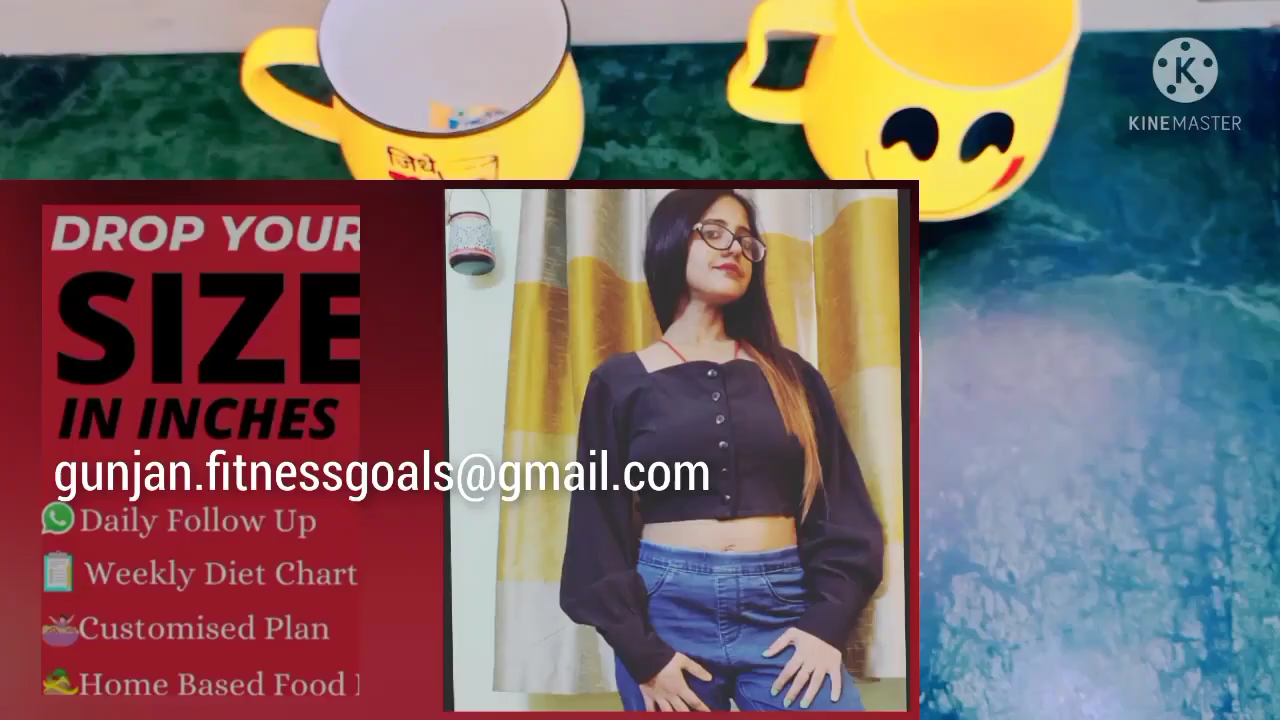 KINEMASTER
जिथे
DROP YOUR
SIZE
IN INCHES
gunjan.fitnessgoals@gmail.com
Daily Follow Up
Weekly Diet Chart
Customised Plan
Home Based Food